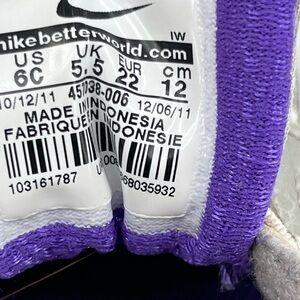 IW
nikebetterworld.com
US UK EUR cm
6C 5,5 22 12
10/12/11 12/06/11
MADE IN INDONESIA
FABRIQUE INDONESIE
103161787